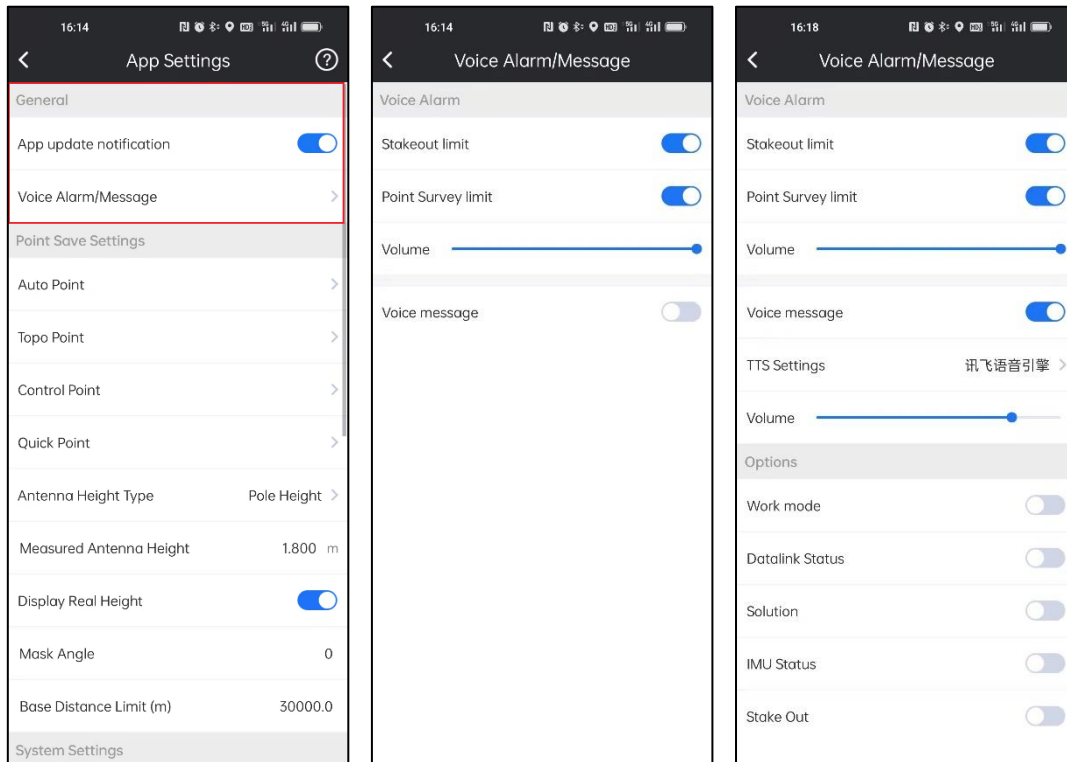 16:14
App Settings
General
App update notification
Voice Alarm/Message
Point Save Settings
Auto Point
Topo Point
Control Point
Quick Point
Antenna Height Type Pole Height
Measured Antenna Height 1.800 m
Display Real Height
Mask Angle 0
Base Distance Limit (m) 30000.0
System Settings
16:14
Voice Alarm/Message
Voice Alarm
Stakeout limit
Point Survey limit
Volume
Voice message
16:18
Voice Alarm/Message
Voice Alarm
Stakeout limit
Point Survey limit
Volume
Voice message
TTS Settings 讯飞语音引擎
Volume
Options
Work mode
Datalink Status
Solution
IMU Status
Stake Out